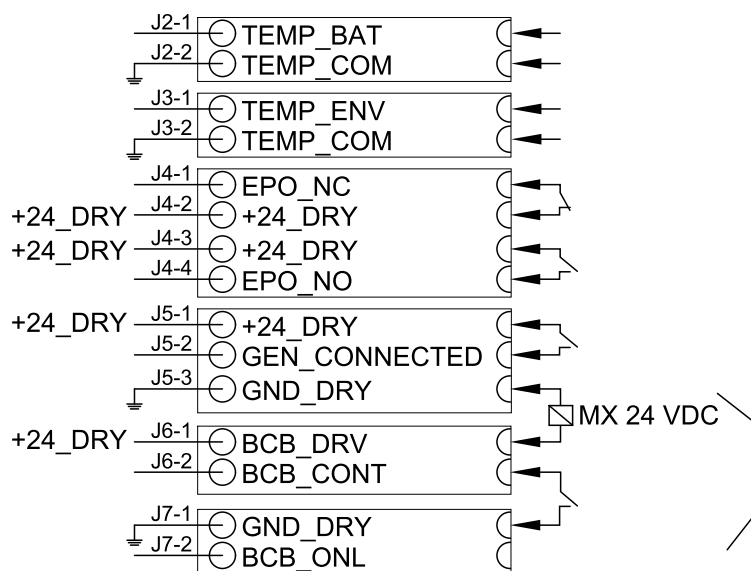 J2-1 TEMP_BAT
J2-2 TEMP_COM
J3-1 TEMP_ENV
J3-2 TEMP_COM
J4-1 EPO_NC
+24_DRY J4-2 +24_DRY
+24_DRY J4-3 +24_DRY
J4-4 EPO_NO
+24_DRY J5-1 +24_DRY
J5-2 GEN_CONNECTED
J5-3 GND_DRY
MX 24 VDC
+24_DRY J6-1 BCB_DRV
J6-2 BCB_CONT
J7-1 GND_DRY
J7-2 BCB_ONL